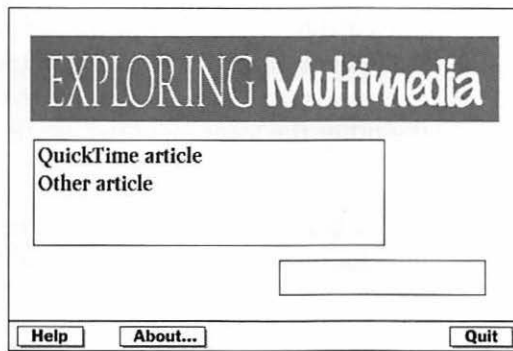 EXPLORING Multimedia
QuickTime article
Other article
Help About... Quit